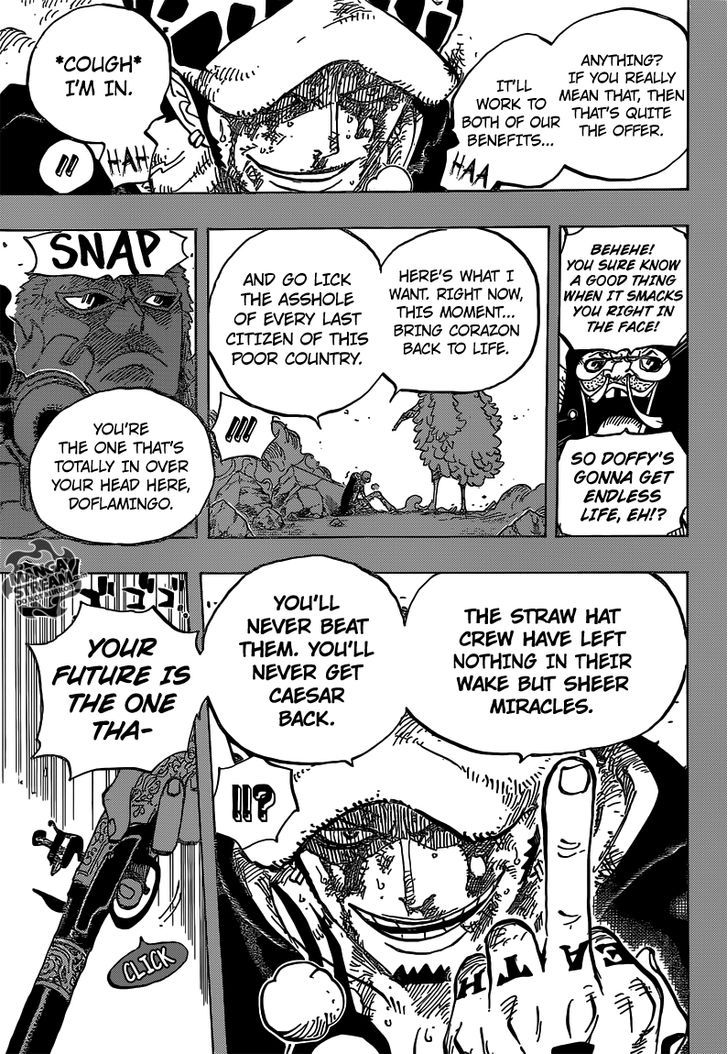 ANYTHING?
IF YOU REALLY
MEAN THAT, THEN
THAT'S QUITE
THE OFFER.
IT'LL
WORK TO
BOTH OF OUR
BENEFITS...
HAA
*COUGH*
I'M IN.
HAH
!!
BEHEHE!
YOU SURE KNOW
A GOOD THING
WHEN IT SMACKS
YOU RIGHT IN
THE FACE!
SO DOFFY'S
GONNA GET
ENDLESS
LIFE, EH!?
HERE'S WHAT I
WANT. RIGHT NOW,
THIS MOMENT...
BRING CORAZON
BACK TO LIFE.
AND GO LICK
THE ASSHOLE
OF EVERY LAST
CITIZEN OF THIS
POOR COUNTRY.
!!!
SNAP
YOU'RE
THE ONE THAT'S
TOTALLY IN OVER
YOUR HEAD HERE,
DOFLAMINGO.
MANGA
STREAM
THE STRAW HAT
CREW HAVE LEFT
NOTHING IN THEIR
WAKE BUT SHEER
MIRACLES.
YOU'LL
NEVER BEAT
THEM. YOU'LL
NEVER GET
CAESAR
BACK.
!!?
EATH
YOUR
FUTURE IS
THE ONE
THA-
CLICK